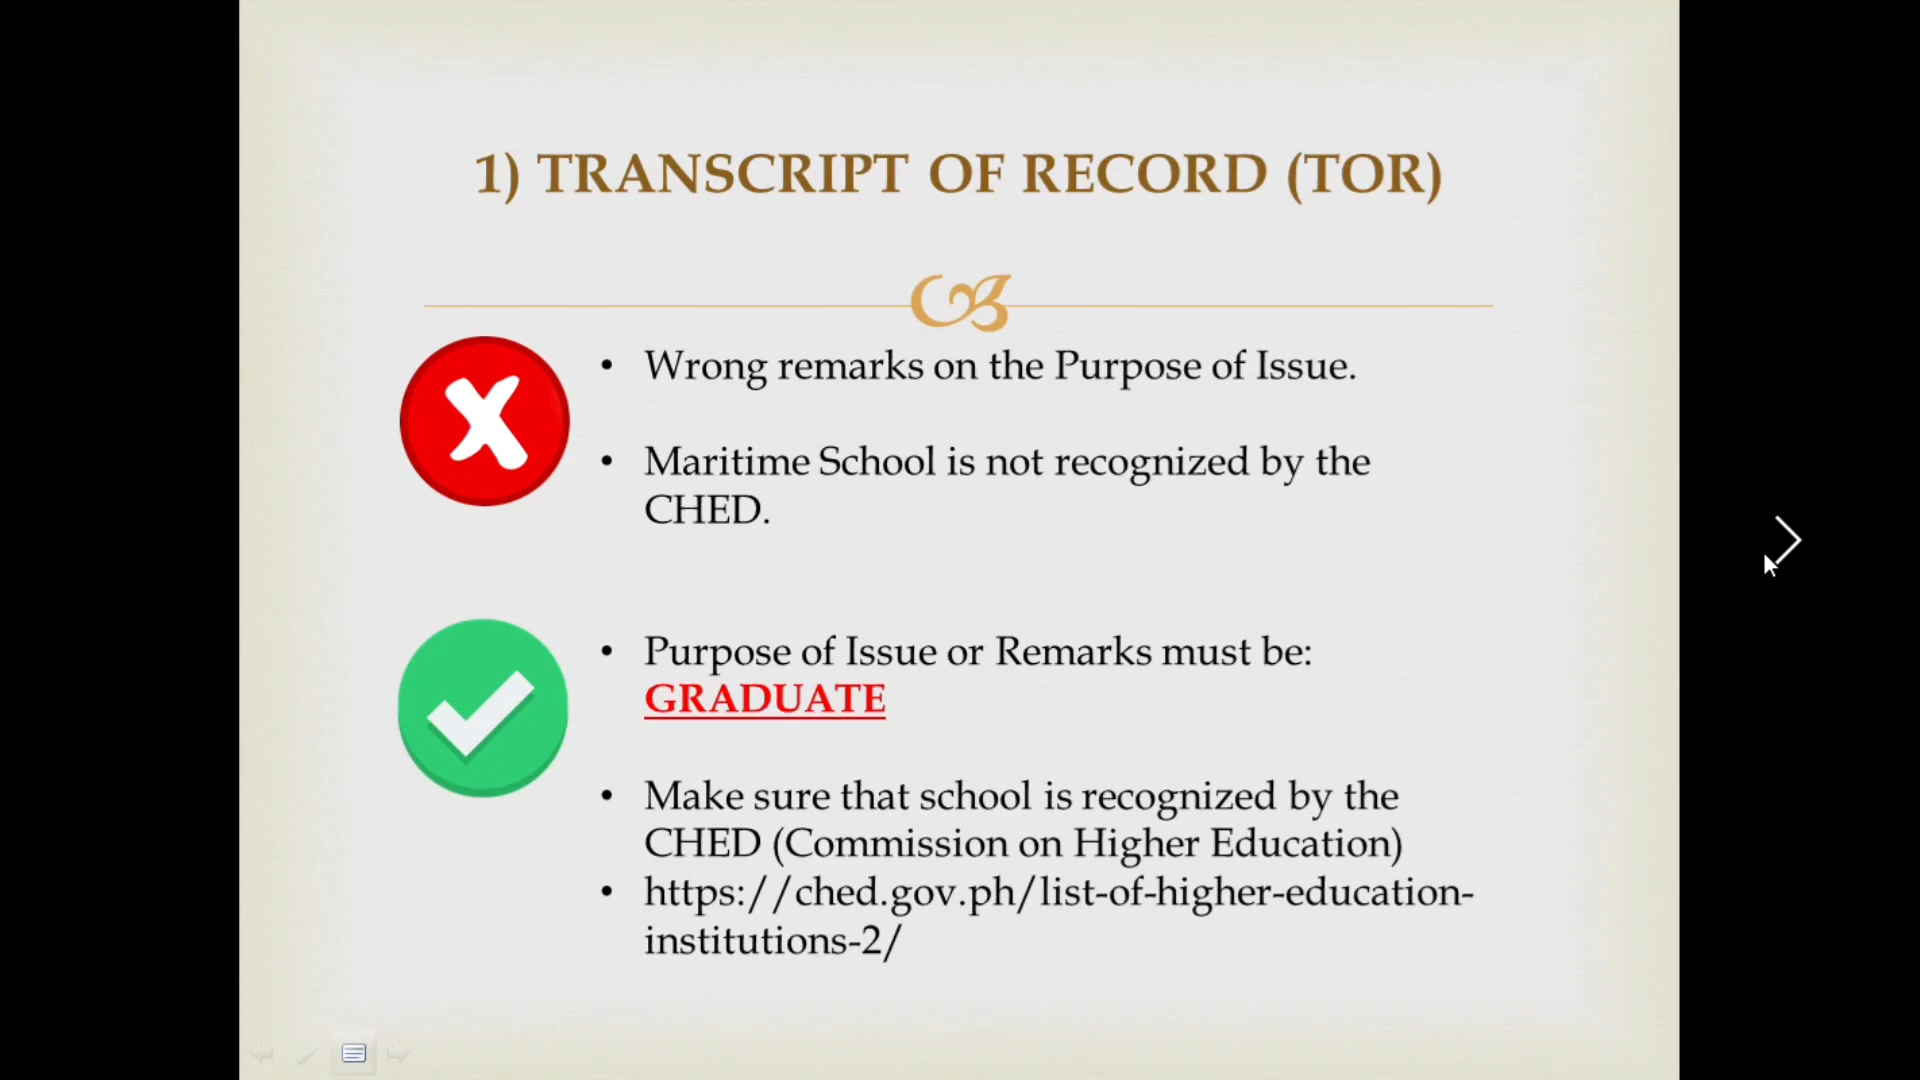 1) TRANSCRIPT OF RECORD (TOR)
• Wrong remarks on the Purpose of Issue.
• Maritime School is not recognized by the
CHED.
• Purpose of Issue or Remarks must be:
GRADUATE
• Make sure that school is recognized by the
CHED (Commission on Higher Education)
• https://ched.gov.ph/list-of-higher-education-
institutions-2/